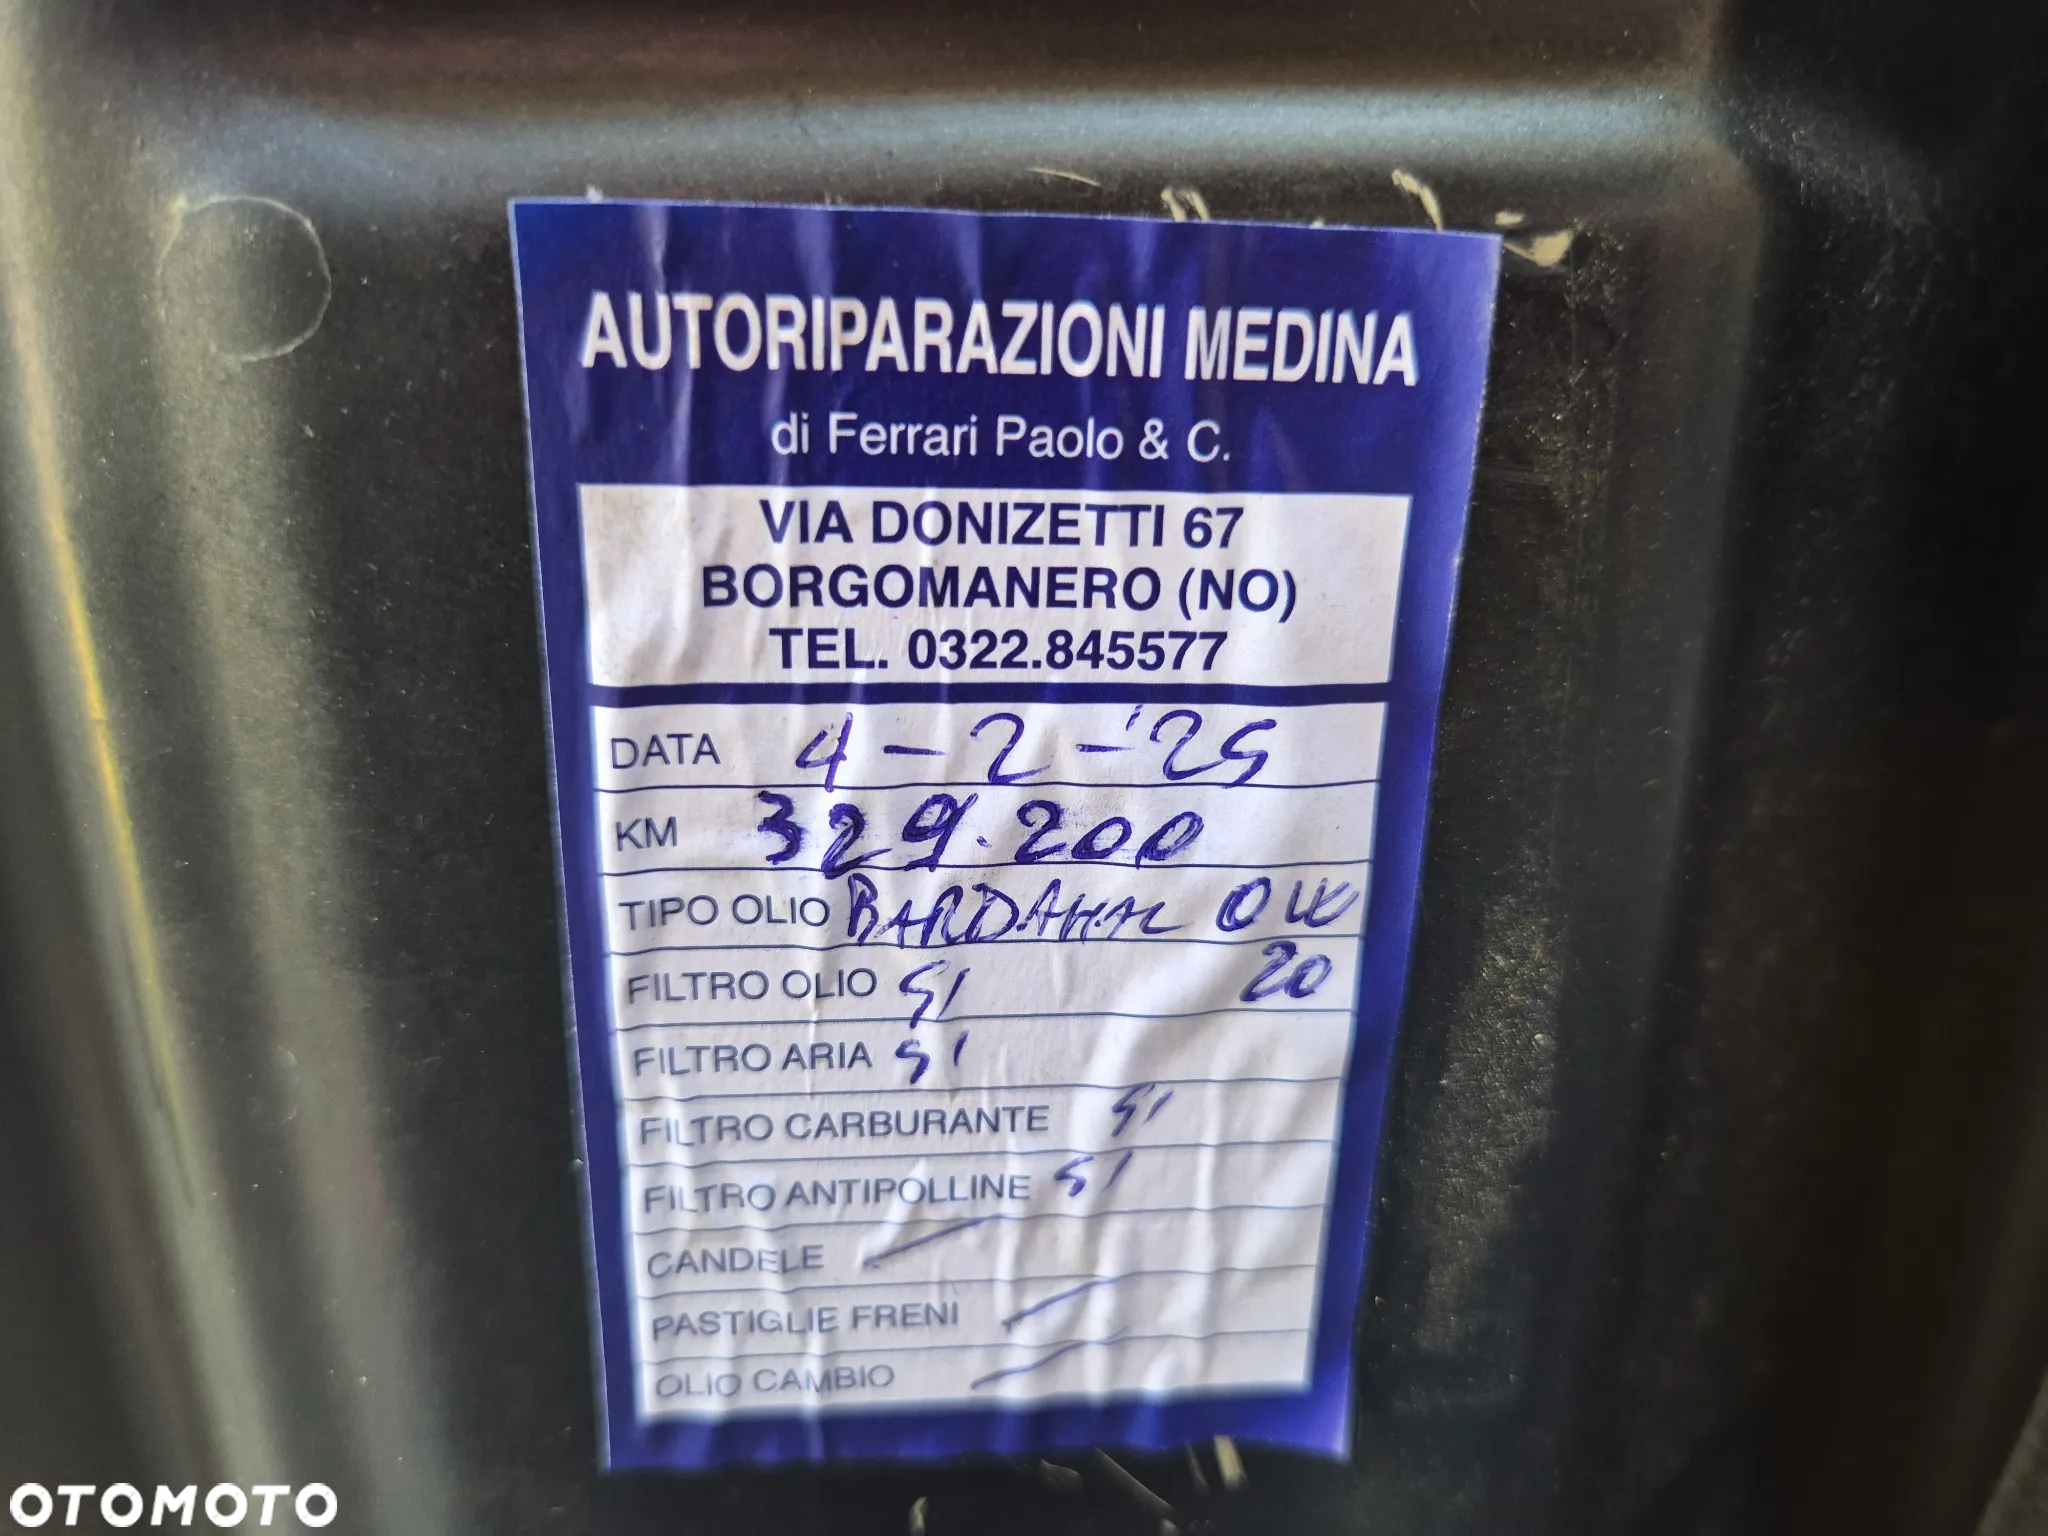 AUTORIPARAZIONI MEDINA
di Ferrari Paolo & C.
VIA DONIZETTI 67
BORGOMANERO (NO)
TEL. 0322.845577
DATA 4-2-'25
KM 329.200
TIPO OLIO BARDAHAL 0W
20
FILTRO OLIO SI
FILTRO ARIA SI
FILTRO CARBURANTE SI
FILTRO ANTIPOLLINE SI
CANDELE
PASTIGLIE FRENI
OLIO CAMBIO
OTOMOTO